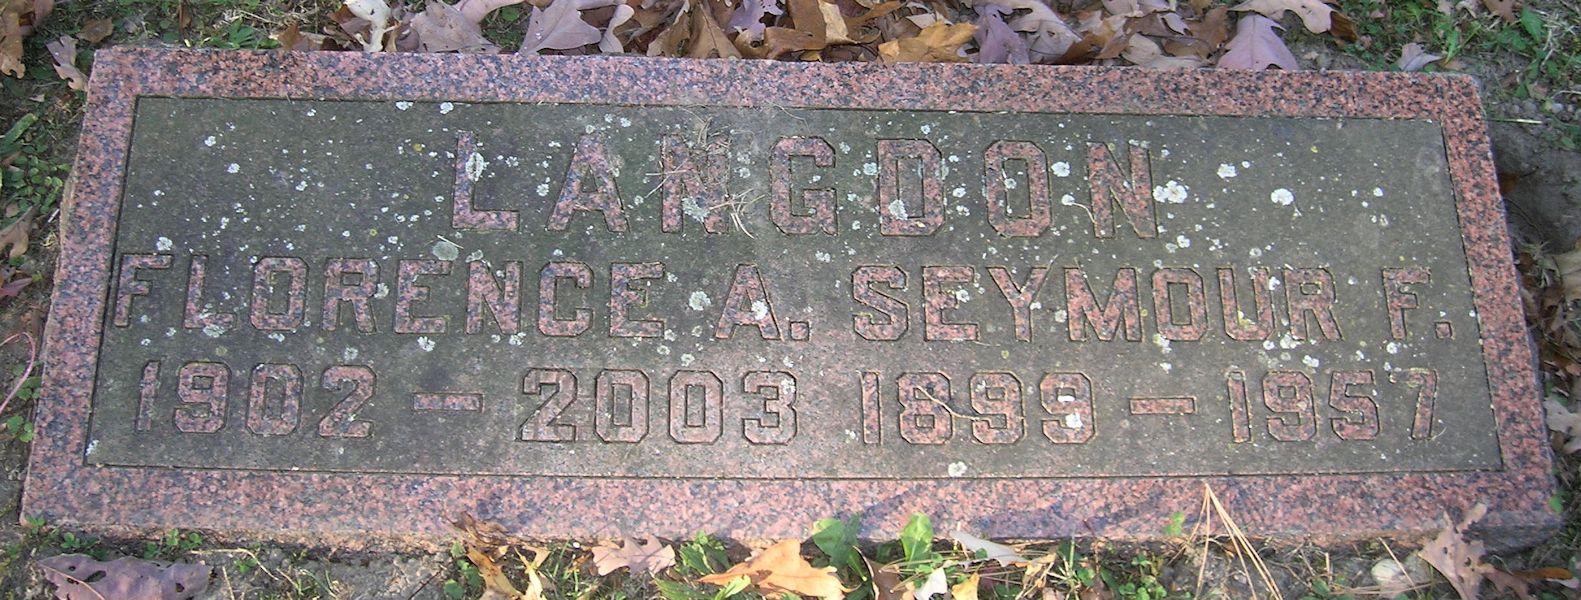 LANGDON
FLORENCE A. SEYMOUR F.
1902 — 2003 1899 — 1957